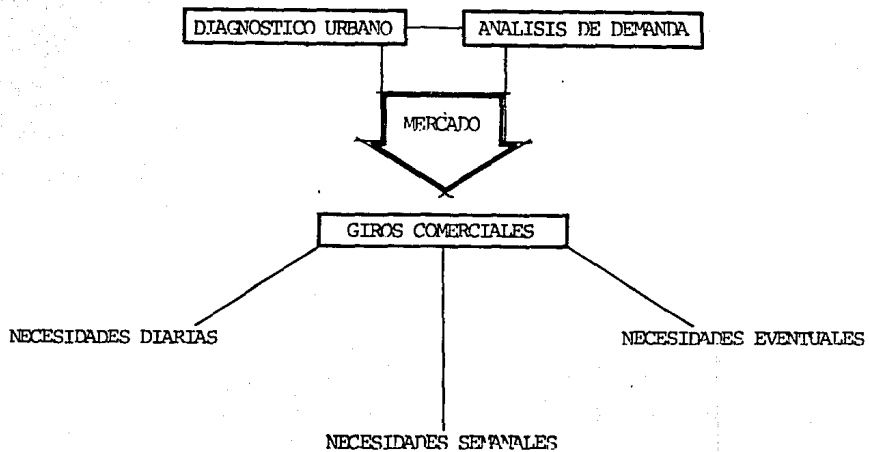 DIAGNOSTICO URBANO
ANALISIS DE DEMANDA
MERCADO
GIROS COMERCIALES
NECESIDADES DIARIAS
NECESIDADES EVENTUALES
NECESIDADES SEMANALES